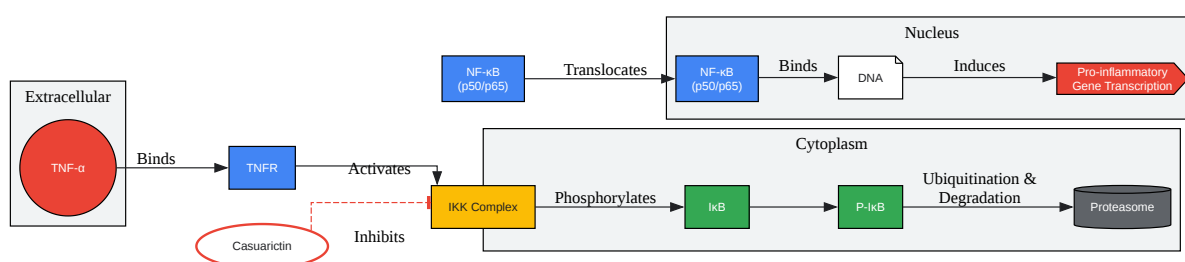 Nucleus
NF-κB
(p50/p65)
Translocates
NF-κB
(p50/p65)
Binds
DNA
Induces
Pro-inflammatory
Gene Transcription
Extracellular
TNF-α
Binds
TNFR
Activates
Cytoplasm
IKK Complex
Phosphorylates
IκB
P-IκB
Ubiquitination &
Degradation
Proteasome
Casuarictin
Inhibits